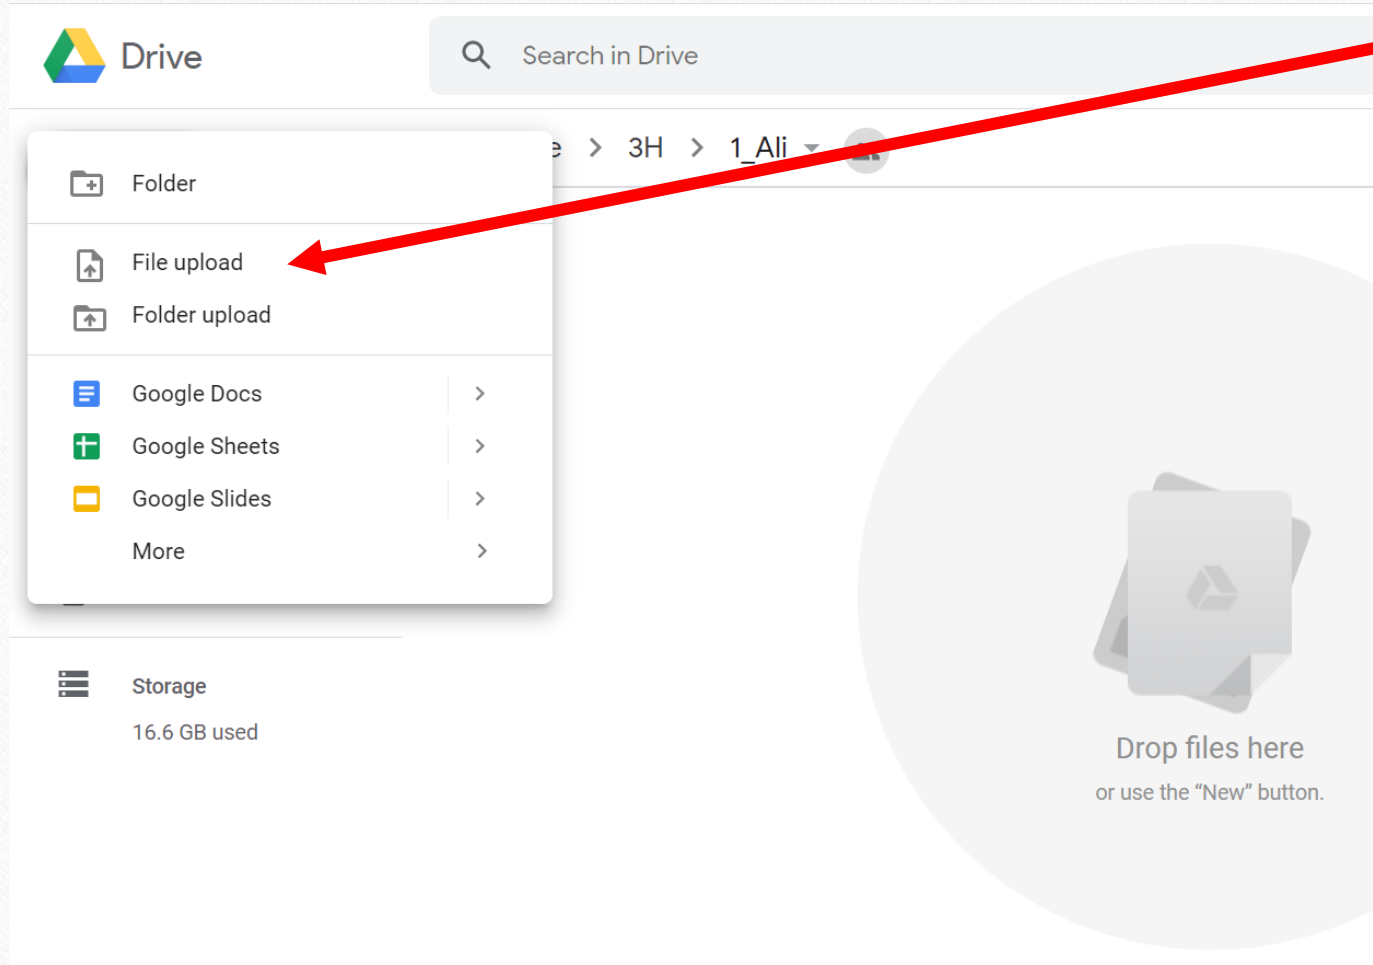 Drive
Search in Drive
3H > 1_Ali
Folder
File upload
Folder upload
Google Docs
Google Sheets
Google Slides
More
Storage
16.6 GB used
Drop files here
or use the “New” button.